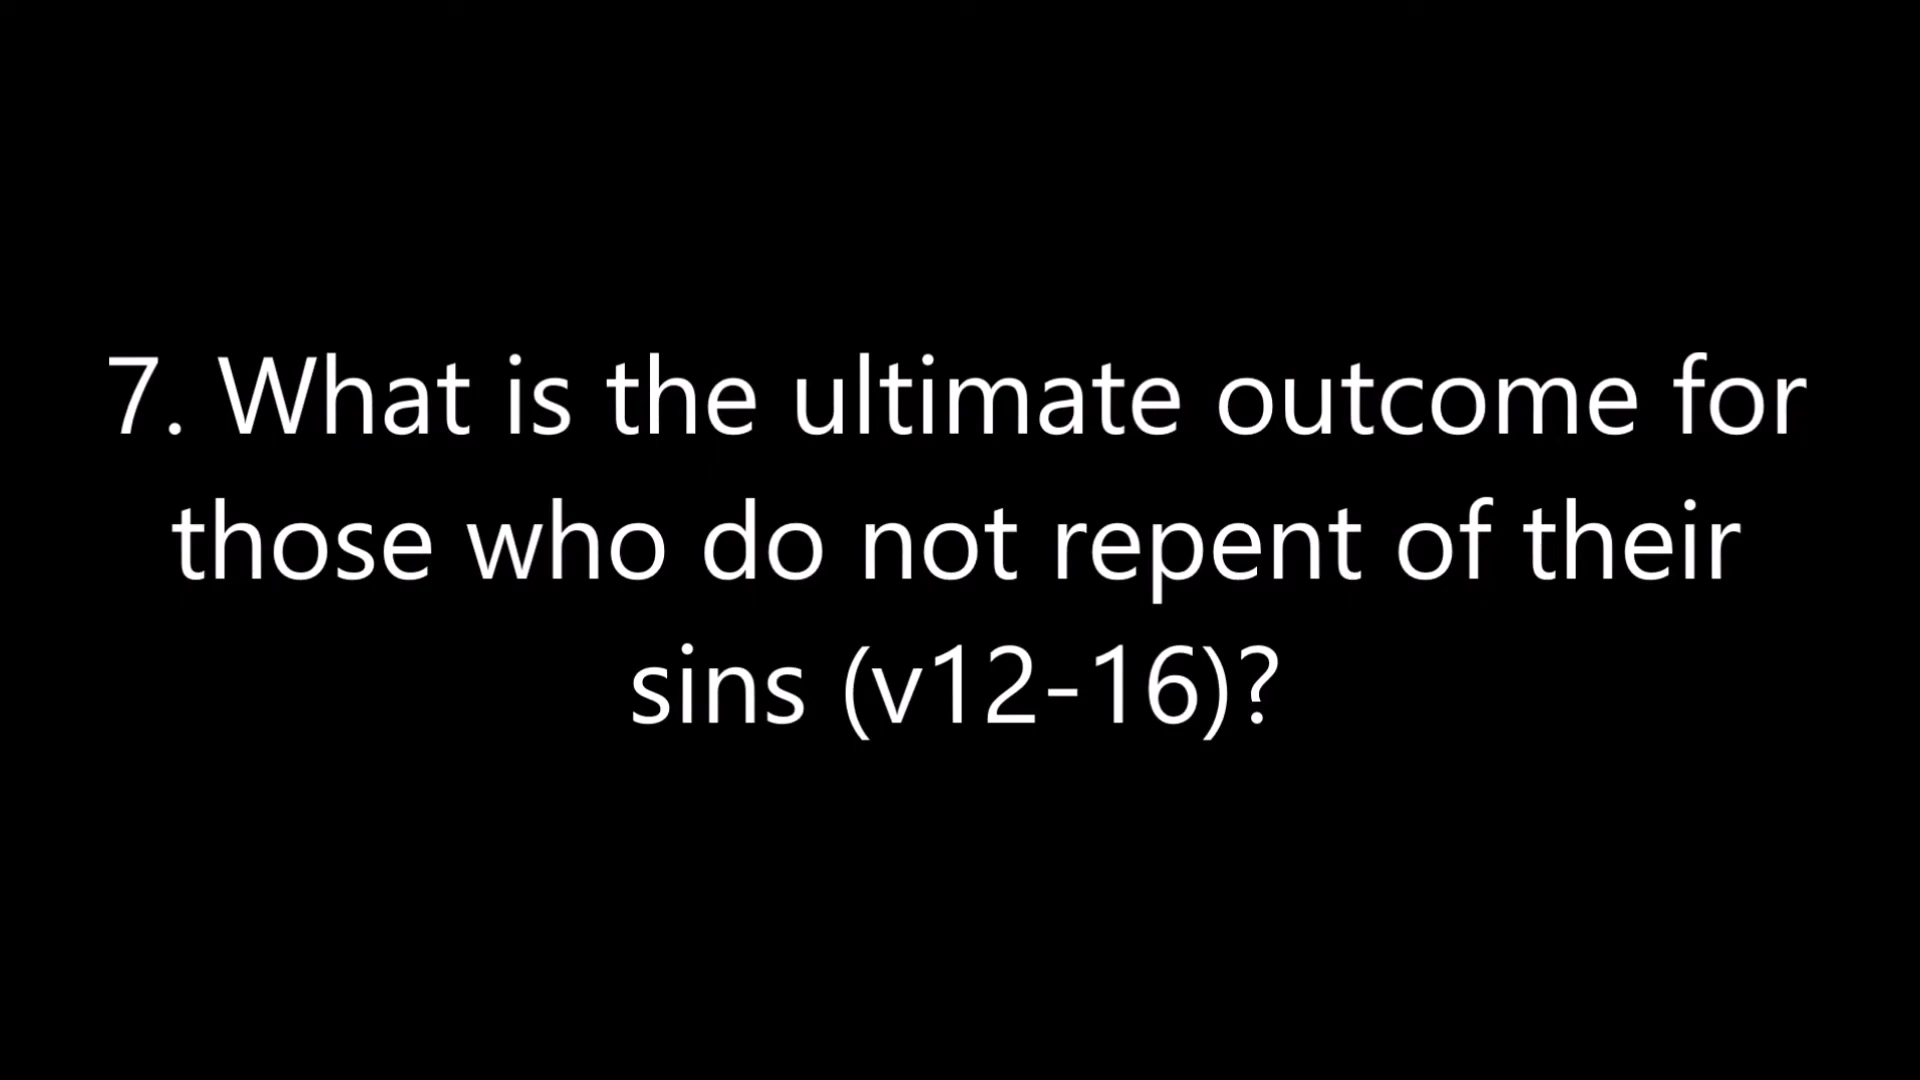 7. What is the ultimate outcome for
those who do not repent of their
sins (v12-16)?